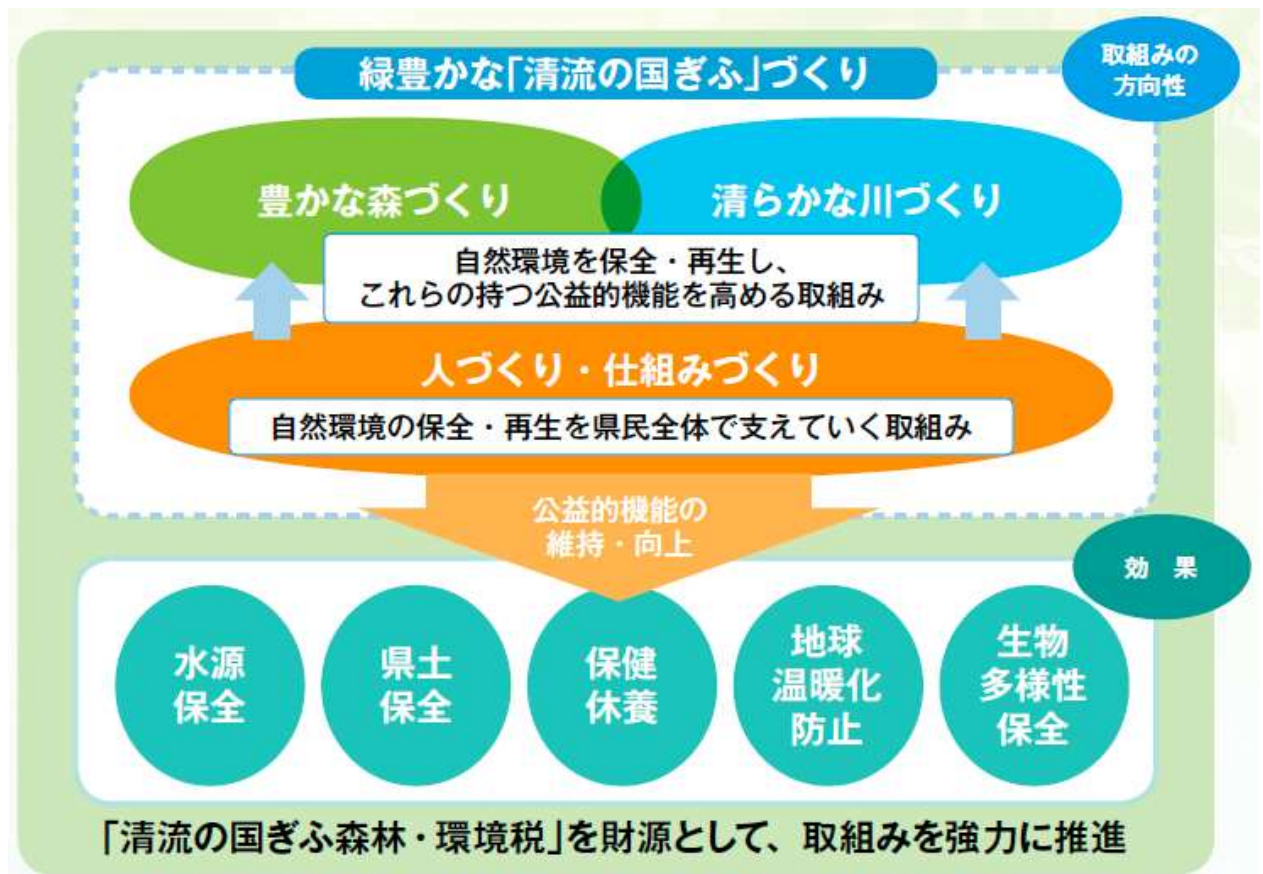 取組みの
方向性
緑豊かな「清流の国ぎふ」づくり
豊かな森づくり
清らかな川づくり
自然環境を保全・再生し、
これらの持つ公益的機能を高める取組み
人づくり・仕組みづくり
自然環境の保全・再生を県民全体で支えていく取組み
公益的機能の
維持・向上
効 果
水源
保全
県土
保全
保健
休養
地球
温暖化
防止
生物
多様性
保全
「清流の国ぎふ森林・環境税」を財源として、取組みを強力に推進